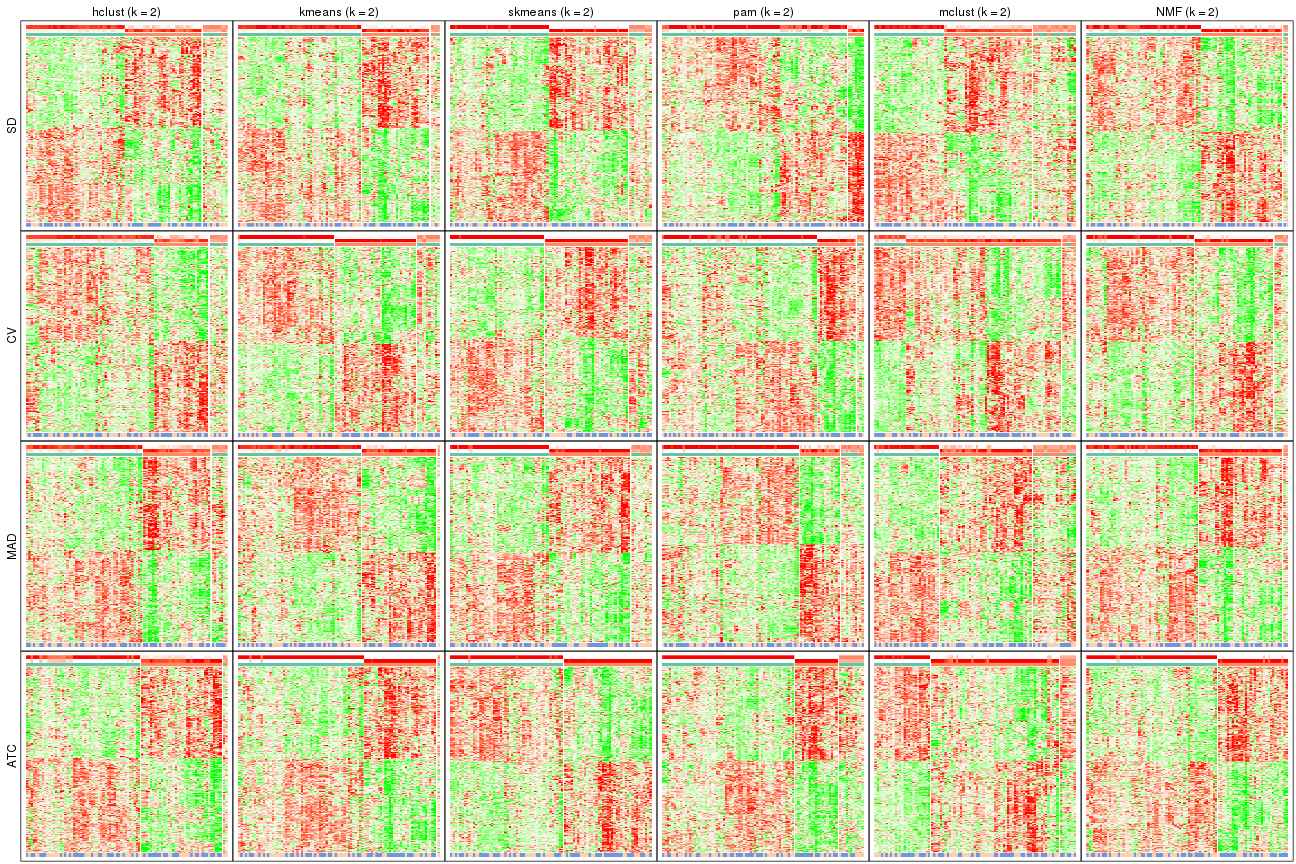 hclust (k = 2)
kmeans (k = 2)
skmeans (k = 2)
pam (k = 2)
mclust (k = 2)
NMF (k = 2)
SD
CV
MAD
ATC